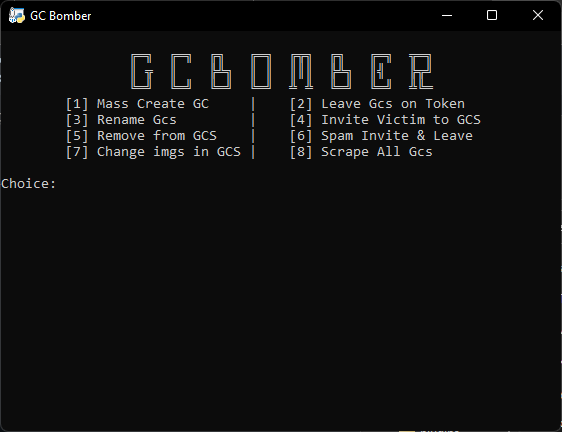 GC Bomber
GCBOMBER
[1] Mass Create GC | [2] Leave Gcs on Token
[3] Rename Gcs | [4] Invite Victim to GCS
[5] Remove from GCS | [6] Spam Invite & Leave
[7] Change imgs in GCS | [8] Scrape All Gcs
Choice: